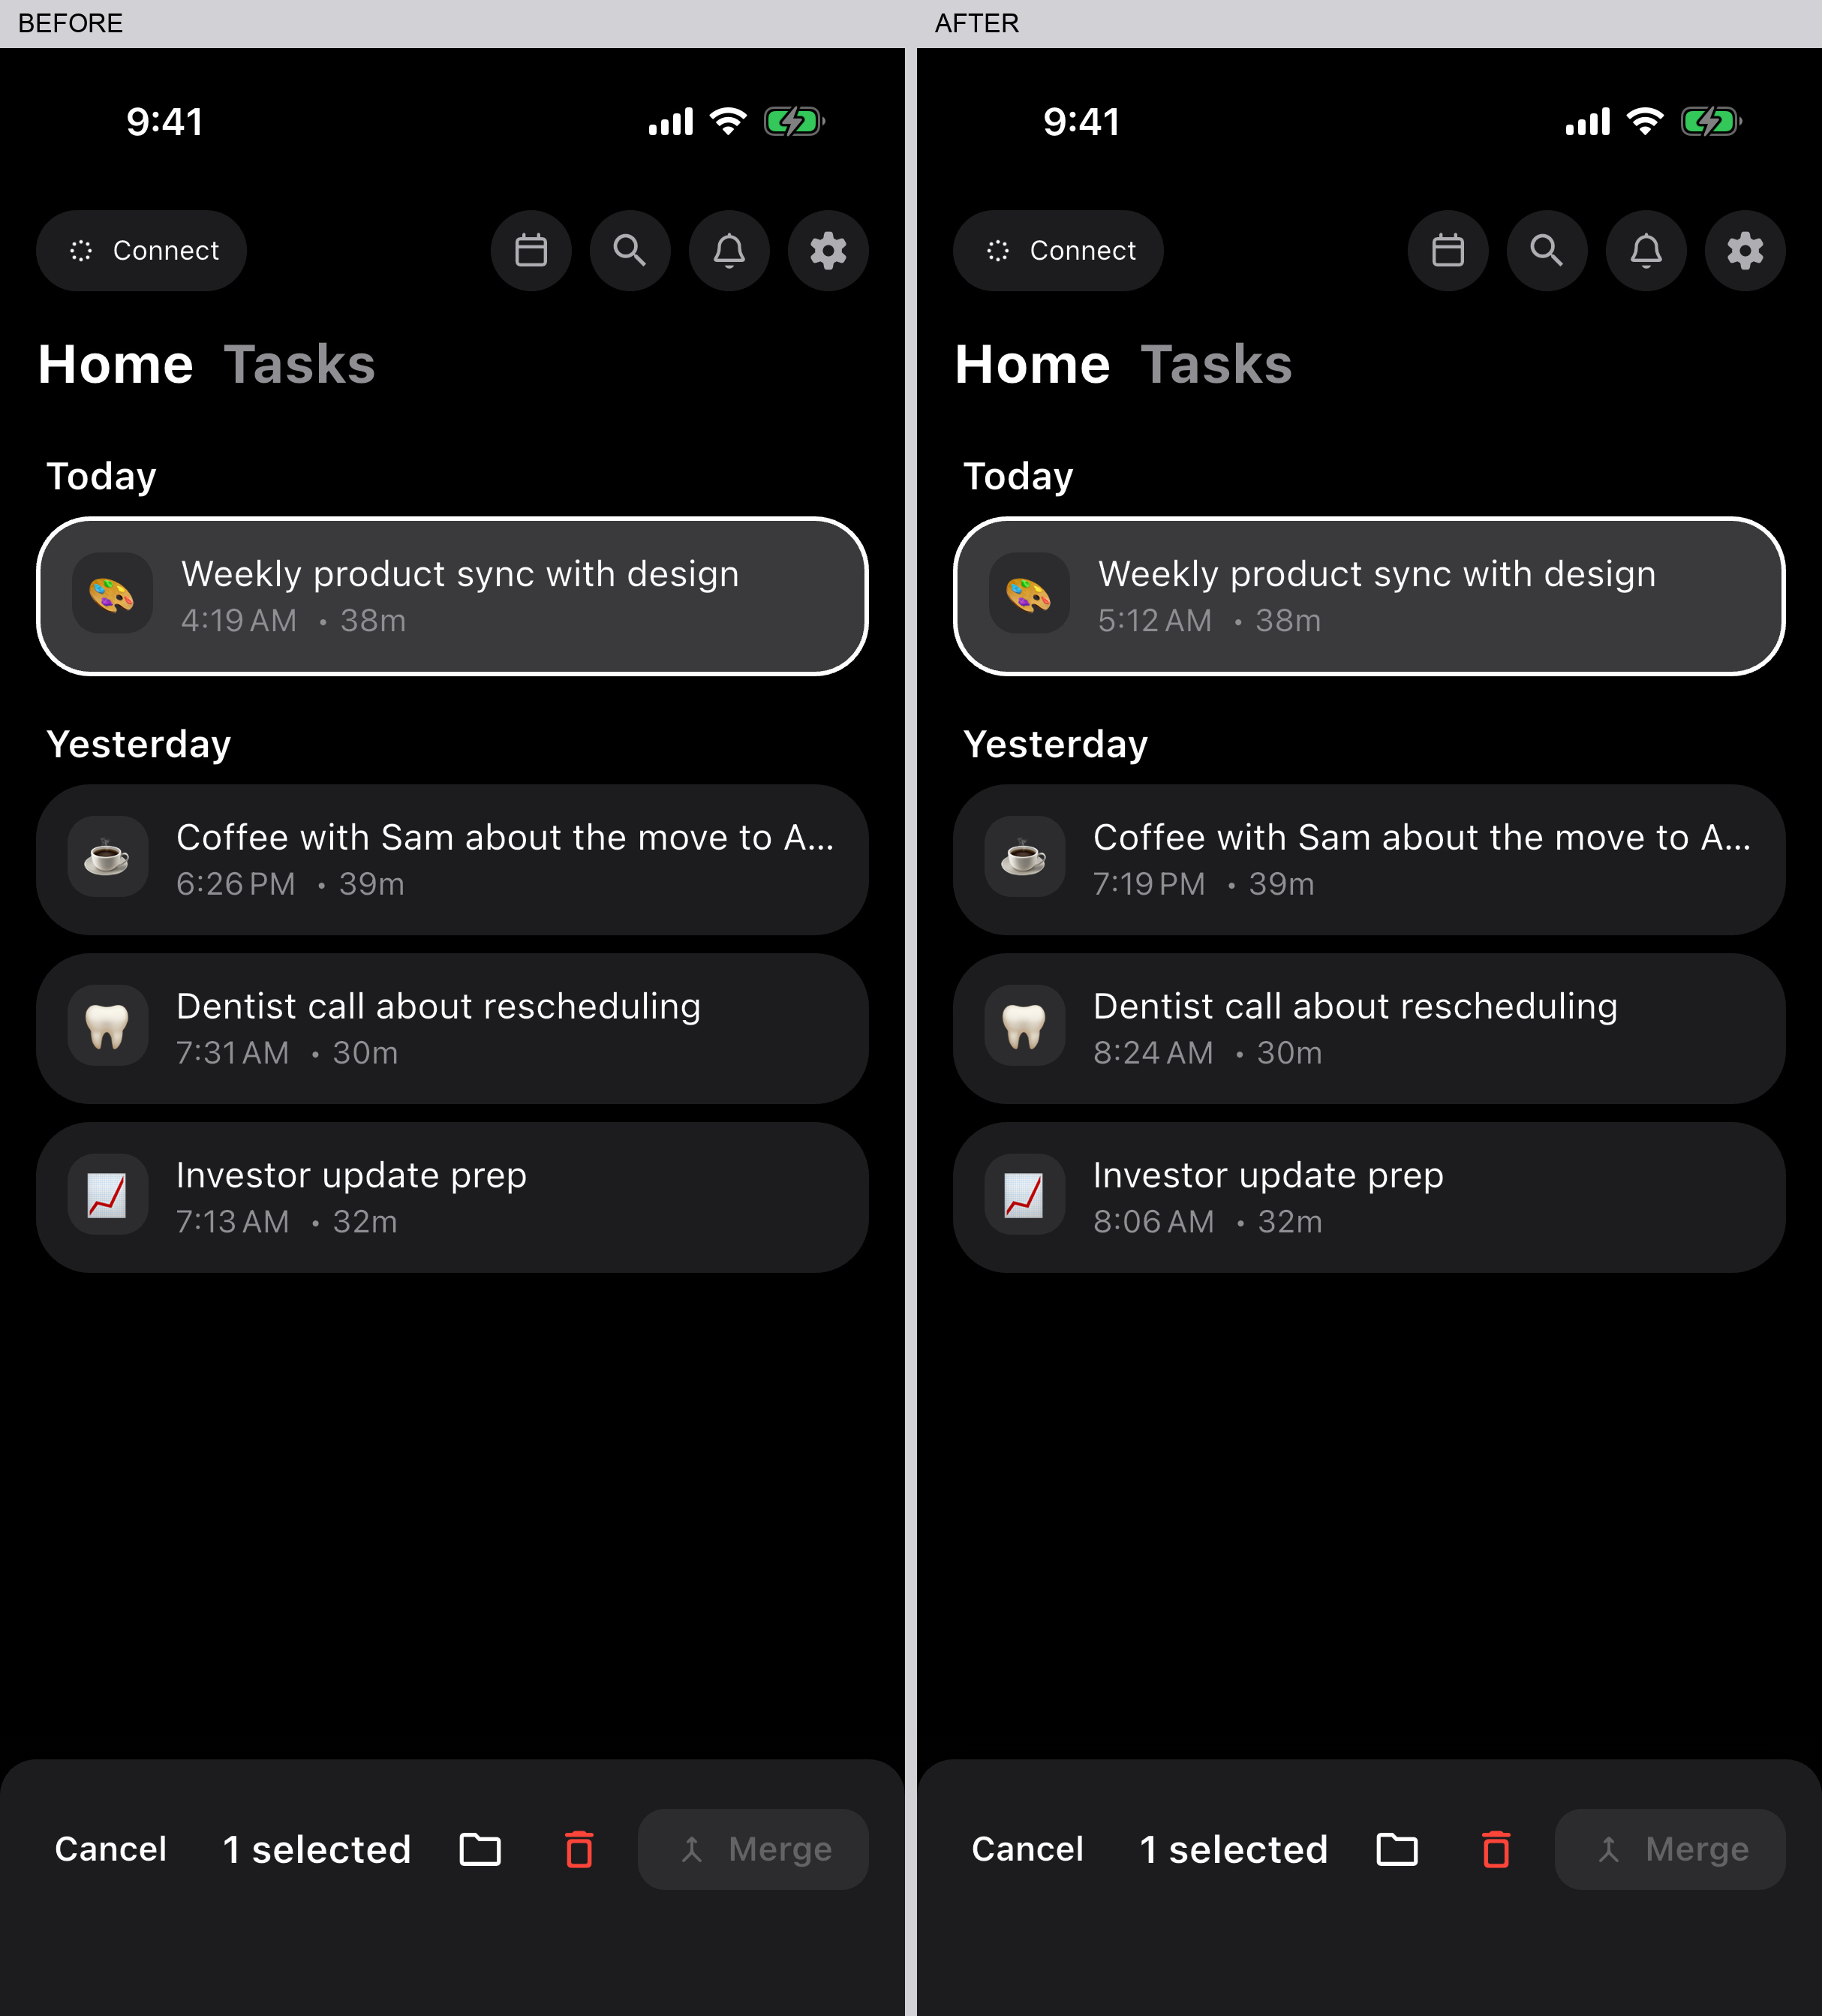 BEFORE
9:41
Connect
Home Tasks
Today
Weekly product sync with design
4:19 AM • 38m
Yesterday
Coffee with Sam about the move to A...
6:26 PM • 39m
Dentist call about rescheduling
7:31 AM • 30m
Investor update prep
7:13 AM • 32m
Cancel 1 selected Merge
AFTER
9:41
Connect
Home Tasks
Today
Weekly product sync with design
5:12 AM • 38m
Yesterday
Coffee with Sam about the move to A...
7:19 PM • 39m
Dentist call about rescheduling
8:24 AM • 30m
Investor update prep
8:06 AM • 32m
Cancel 1 selected Merge